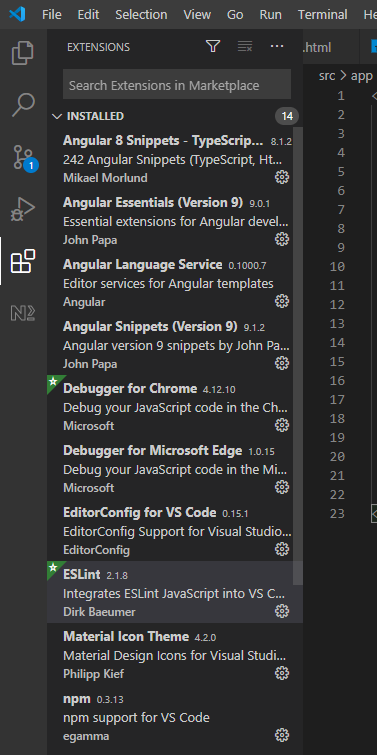 File Edit Selection View Go Run Terminal H
EXTENSIONS
.html
Search Extensions in Marketplace
src > app
INSTALLED 14
Angular 8 Snippets - TypeScrip... 8.1.2
242 Angular Snippets (TypeScript, Ht...
Mikael Morlund
Angular Essentials (Version 9) 9.0.1
Essential extensions for Angular devel...
John Papa
Angular Language Service 0.1000.7
Editor services for Angular templates
Angular
Angular Snippets (Version 9) 9.1.2
Angular version 9 snippets by John Pa...
John Papa
Debugger for Chrome 4.12.10
Debug your JavaScript code in the Ch...
Microsoft
Debugger for Microsoft Edge 1.0.15
Debug your JavaScript code in the Mi...
Microsoft
EditorConfig for VS Code 0.15.1
EditorConfig Support for Visual Studio...
EditorConfig
ESLint 2.1.8
Integrates ESLint JavaScript into VS C...
Dirk Baeumer
Material Icon Theme 4.2.0
Material Design Icons for Visual Studi...
Philipp Kief
npm 0.3.13
npm support for VS Code
egamma
1
1 <
2
3
4
5
6
7
8
9
10
11
12
13
14
15
16
17
18
19
20
21
22
23 <